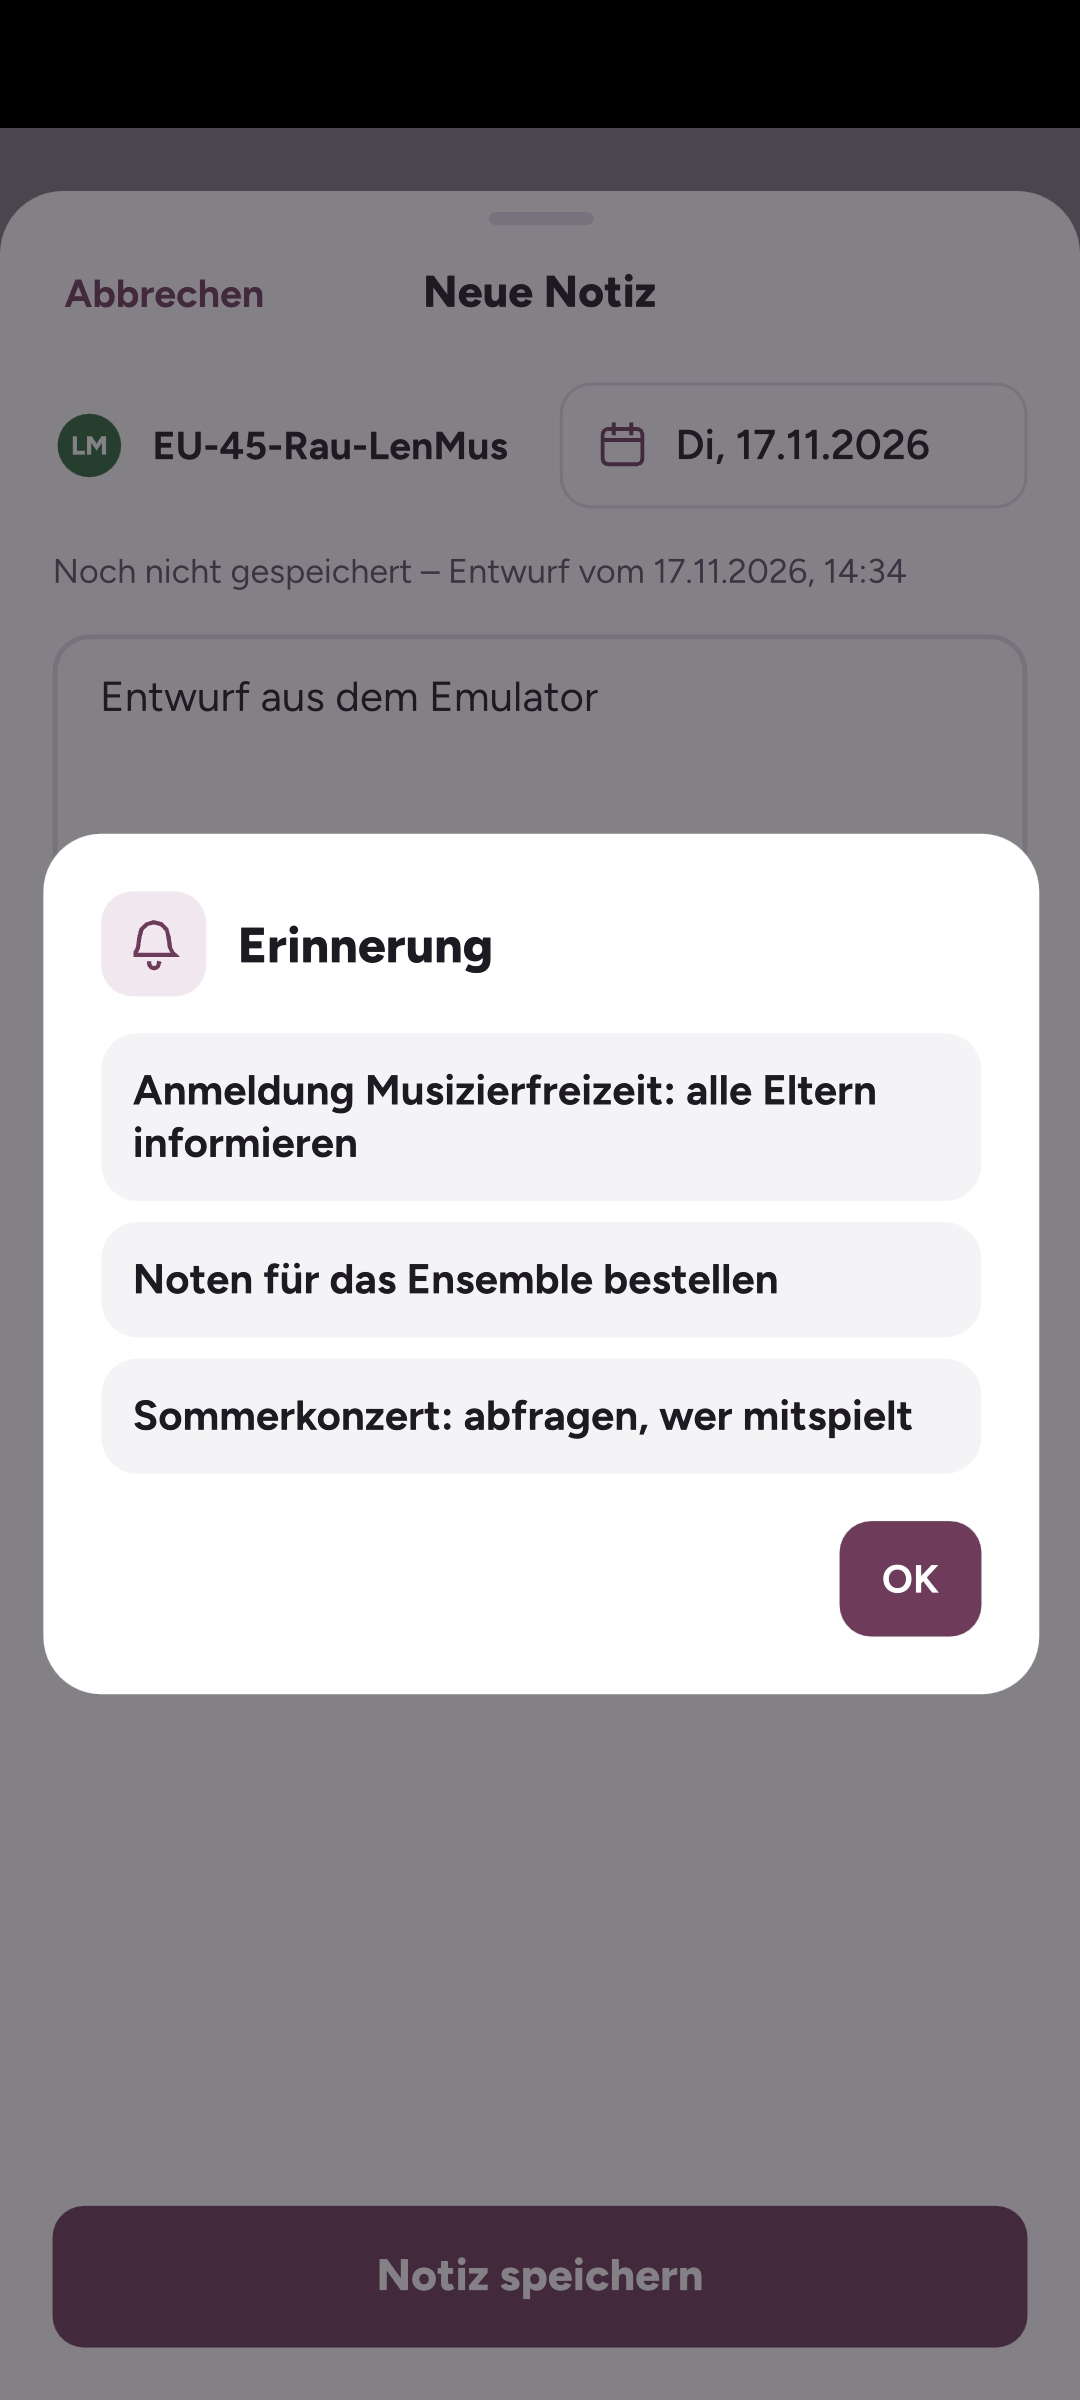 Abbrechen
Neue Notiz
LM
EU-45-Rau-LenMus
Di, 17.11.2026
Noch nicht gespeichert – Entwurf vom 17.11.2026, 14:34
Entwurf aus dem Emulator
Erinnerung
Anmeldung Musizierfreizeit: alle Eltern
informieren
Noten für das Ensemble bestellen
Sommerkonzert: abfragen, wer mitspielt
OK
Notiz speichern